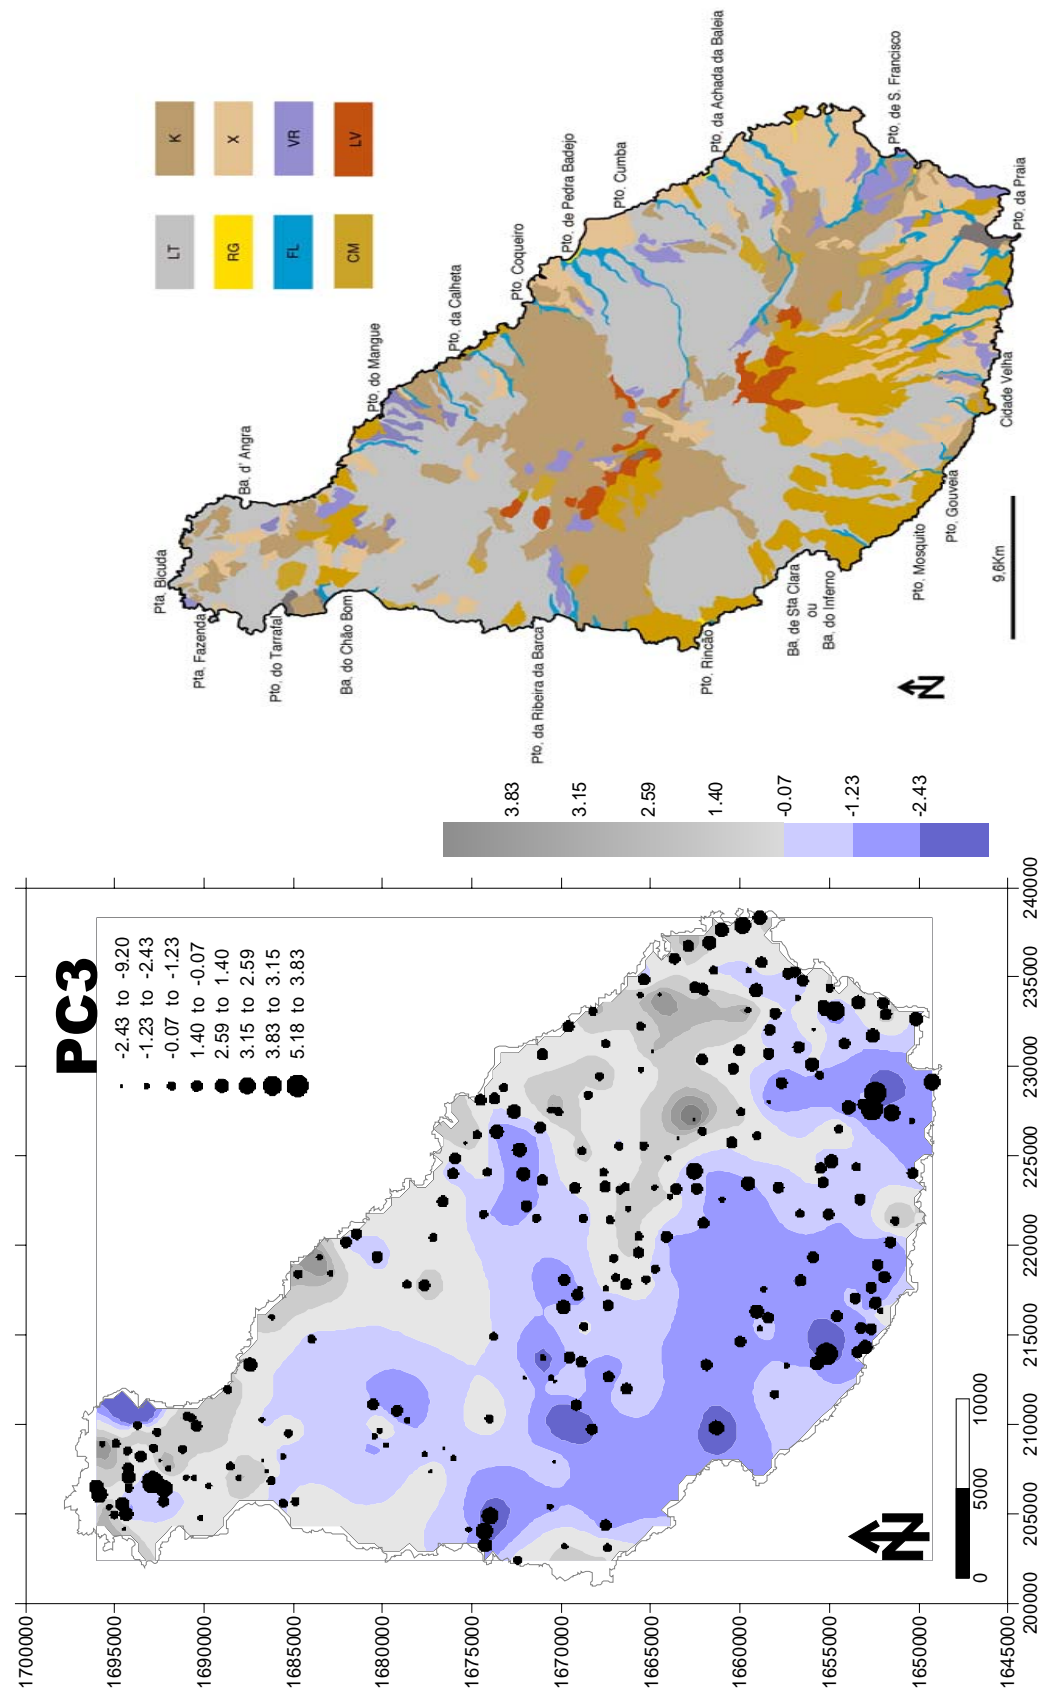 K
X
VR
LV
LT
RG
FL
CM
Pta. Bicuda
Pta. Fazenda
Pto. do Tarrafal
Ba. do Chão Bom
Ba. d' Angra
Pto. do Mangue
Pto. da Calheta
Pto. Coqueiro
Pto. de Pedra Badejo
Pto. Cumba
Pto. da Achada da Baleia
Pto. de S. Francisco
Pto. da Praia
Cidade Velha
Pto. Gouveia
Pto. Mosquito
Ba. de Sta Clara
ou
Ba. do Inferno
Pto. Rincão
Pto. da Ribeira da Barca
9,6Km
N
3.83
3.15
2.59
1.40
-0.07
-1.23
-2.43
PC3
-2.43 to -9.20
-1.23 to -2.43
-0.07 to -1.23
1.40 to -0.07
2.59 to 1.40
3.15 to 2.59
3.83 to 3.15
5.18 to 3.83
1700000
1695000
1690000
1685000
1680000
1675000
1670000
1665000
1660000
1655000
1650000
1645000
200000
205000
210000
215000
220000
225000
230000
235000
240000
N
0
5000
10000